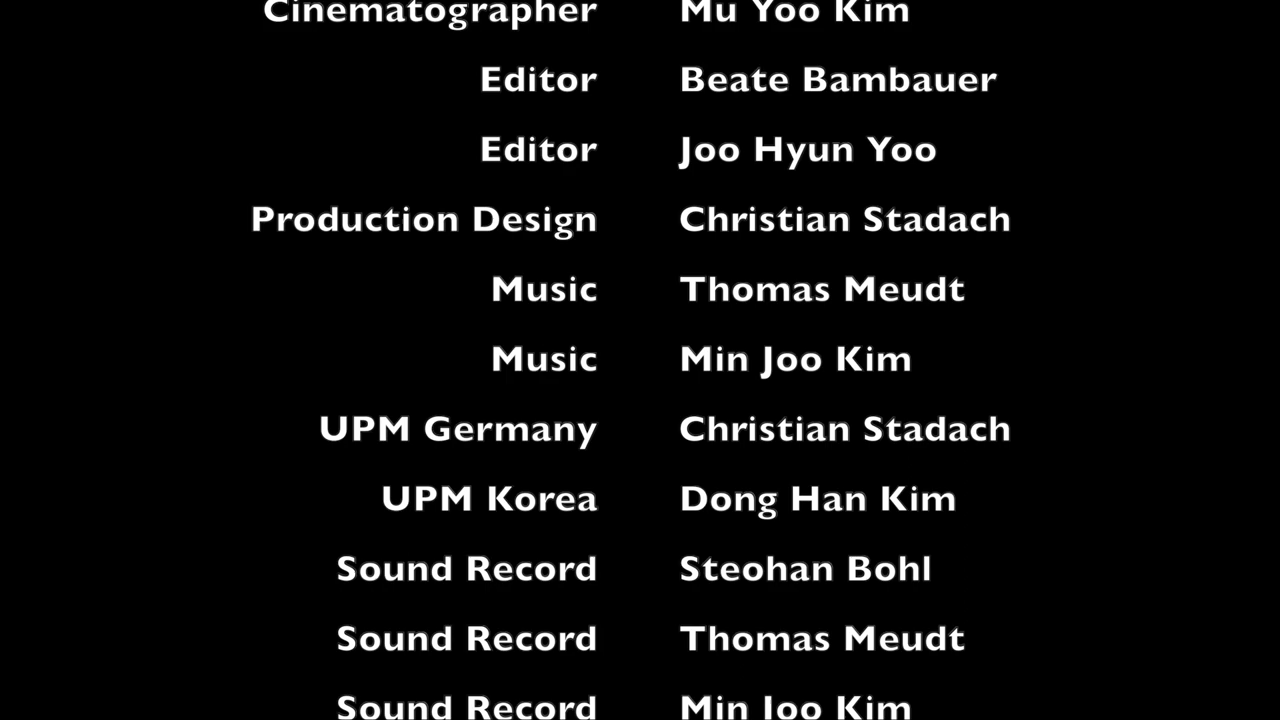 Cinematographer Mu Yoo Kim
Editor Beate Bambauer
Editor Joo Hyun Yoo
Production Design Christian Stadach
Music Thomas Meudt
Music Min Joo Kim
UPM Germany Christian Stadach
UPM Korea Dong Han Kim
Sound Record Steohan Bohl
Sound Record Thomas Meudt
Sound Record Min Joo Kim